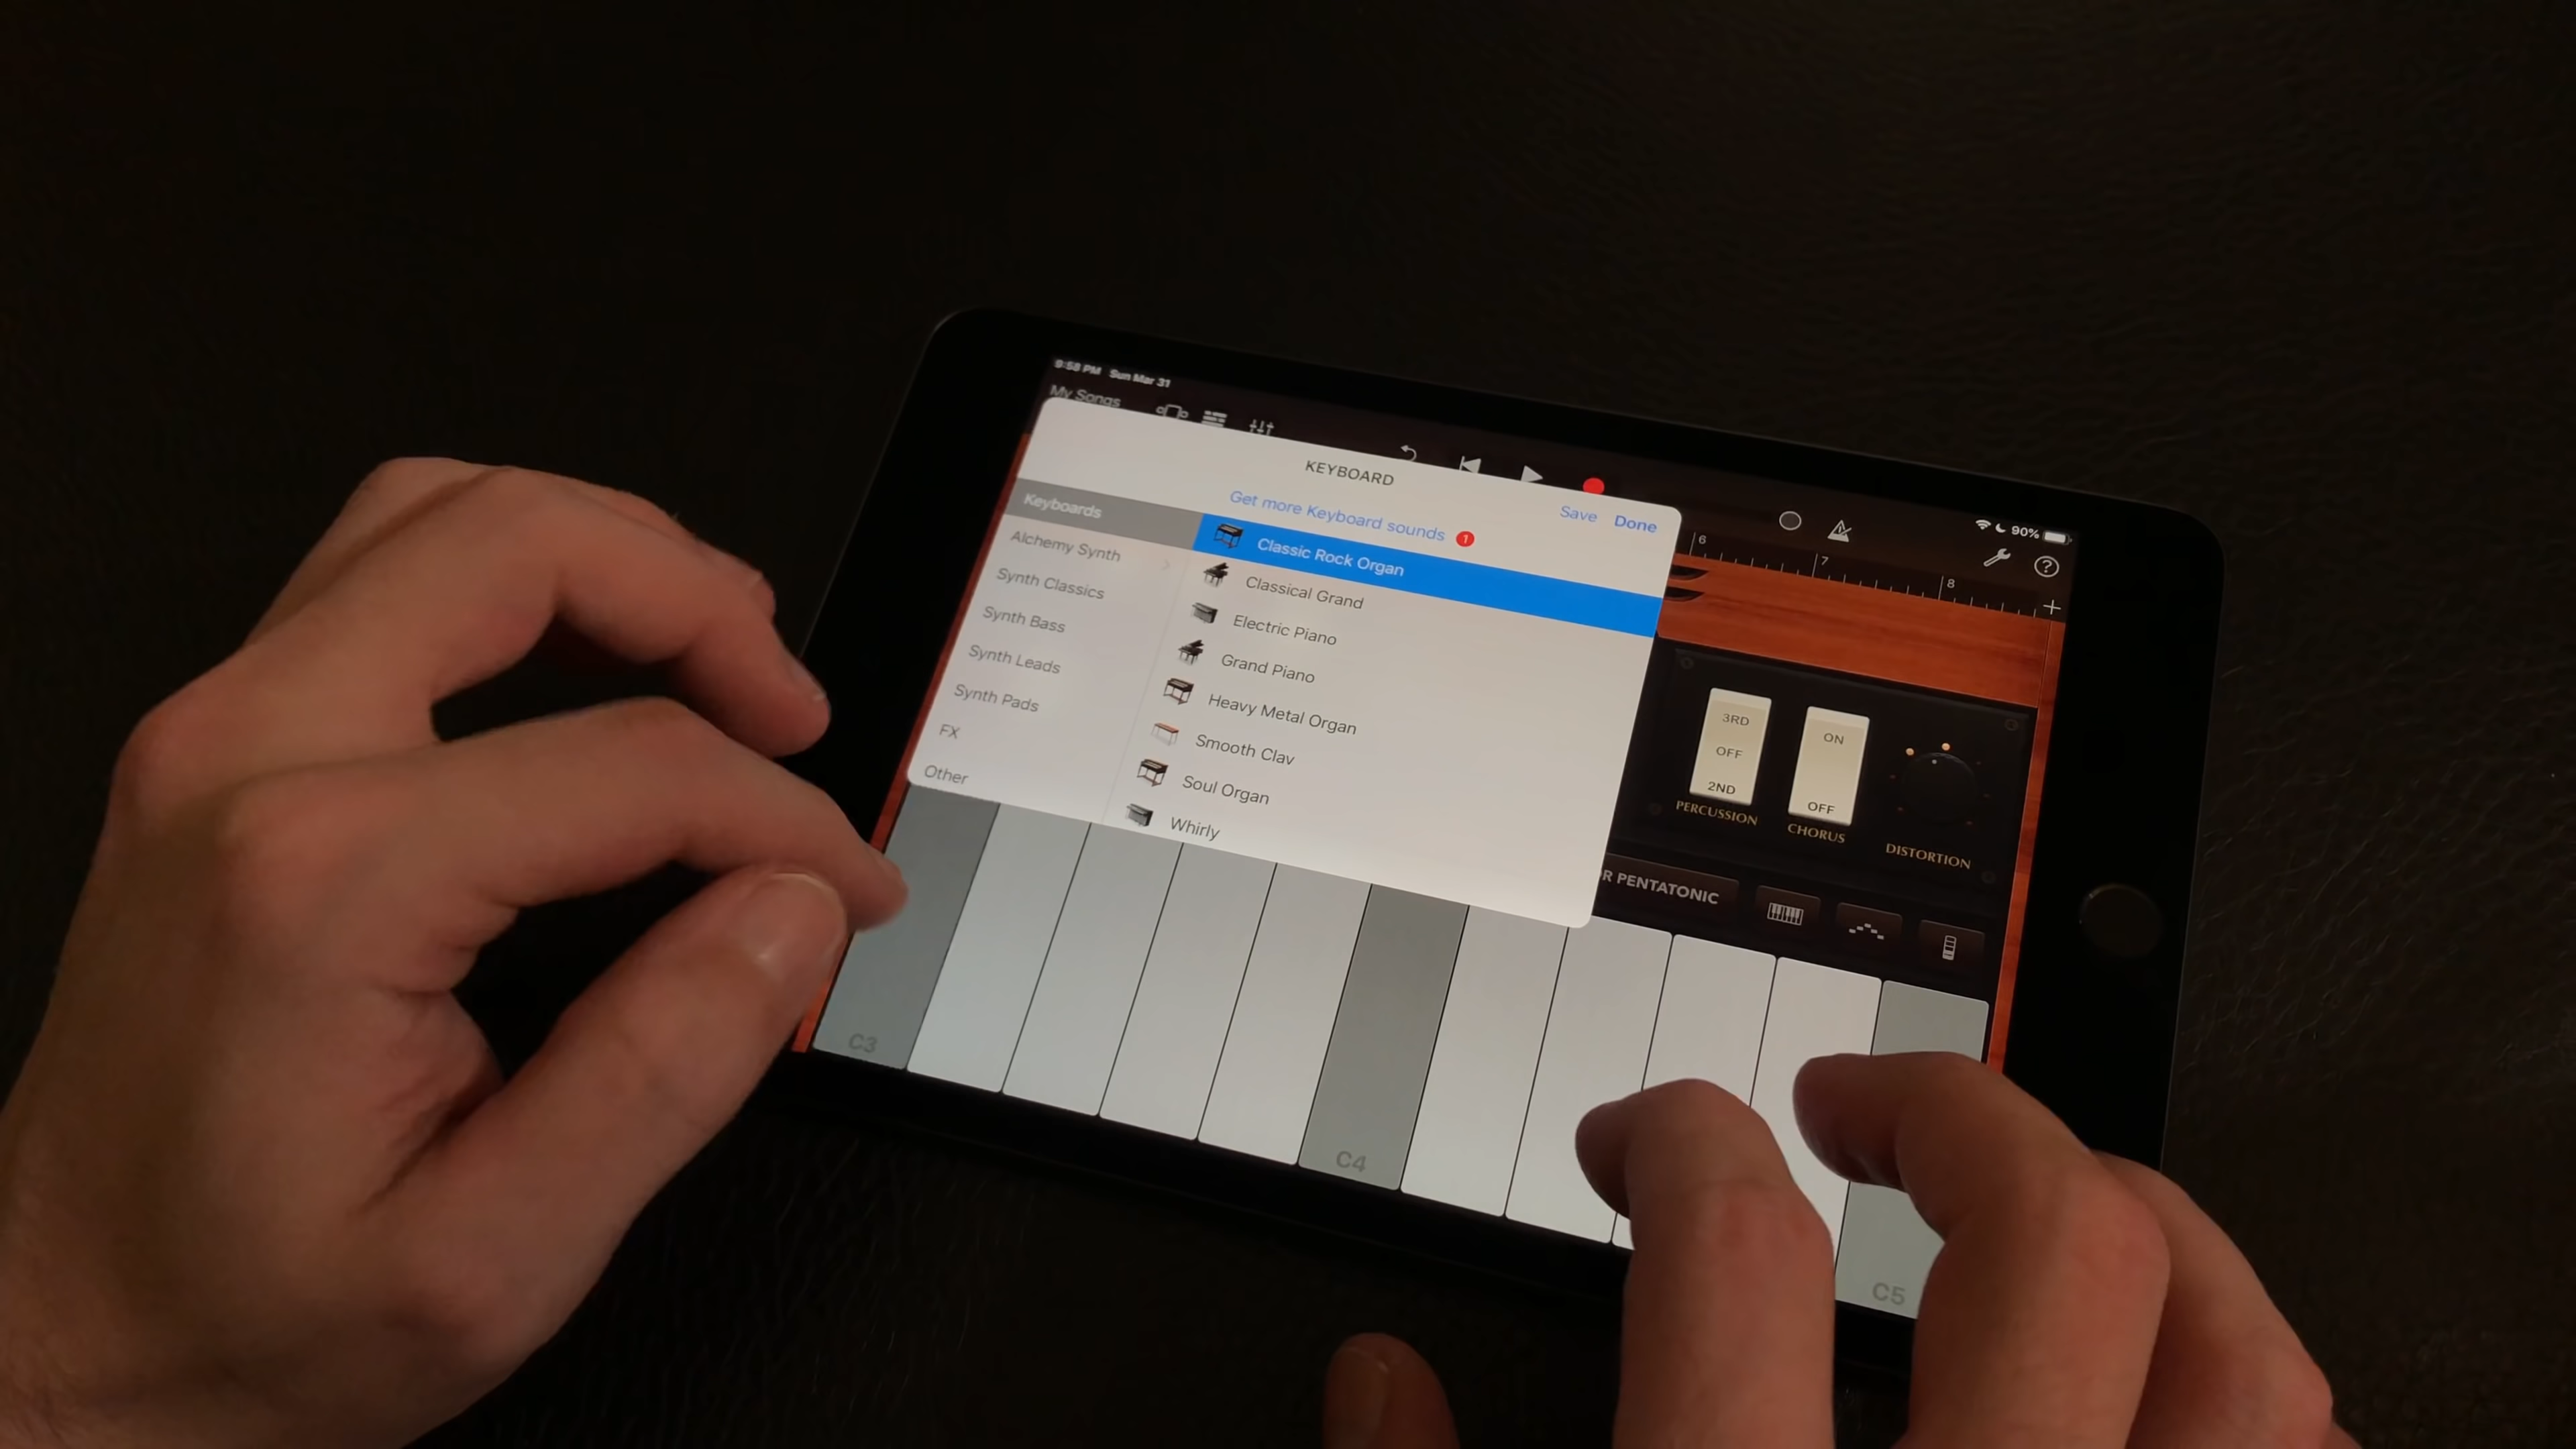 9:58 PM Sun Mar 31
90%
My Songs
KEYBOARD
Get more Keyboard sounds 1
Save Done
Keyboards
Alchemy Synth
Synth Classics
Synth Bass
Synth Leads
Synth Pads
FX
Other
Classic Rock Organ
Classical Grand
Electric Piano
Grand Piano
Heavy Metal Organ
Smooth Clav
Soul Organ
Whirly
6 7 8
3RD
OFF
2ND
PERCUSSION
ON
OFF
CHORUS
DISTORTION
R PENTATONIC
C3
C4
C5